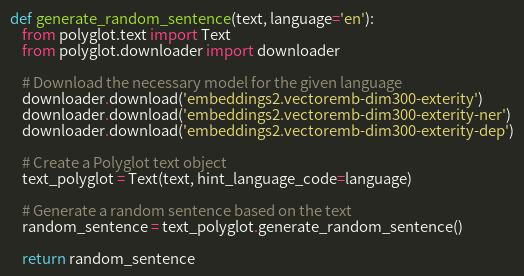 def generate_random_sentence(text, language='en'):
from polyglot.text import Text
from polyglot.downloader import downloader
# Download the necessary model for the given language
downloader.download('embeddings2.vectoremb-dim300-exterity')
downloader.download('embeddings2.vectoremb-dim300-exterity-ner')
downloader.download('embeddings2.vectoremb-dim300-exterity-dep')
# Create a Polyglot text object
text_polyglot = Text(text, hint_language_code=language)
# Generate a random sentence based on the text
random_sentence = text_polyglot.generate_random_sentence()
return random_sentence